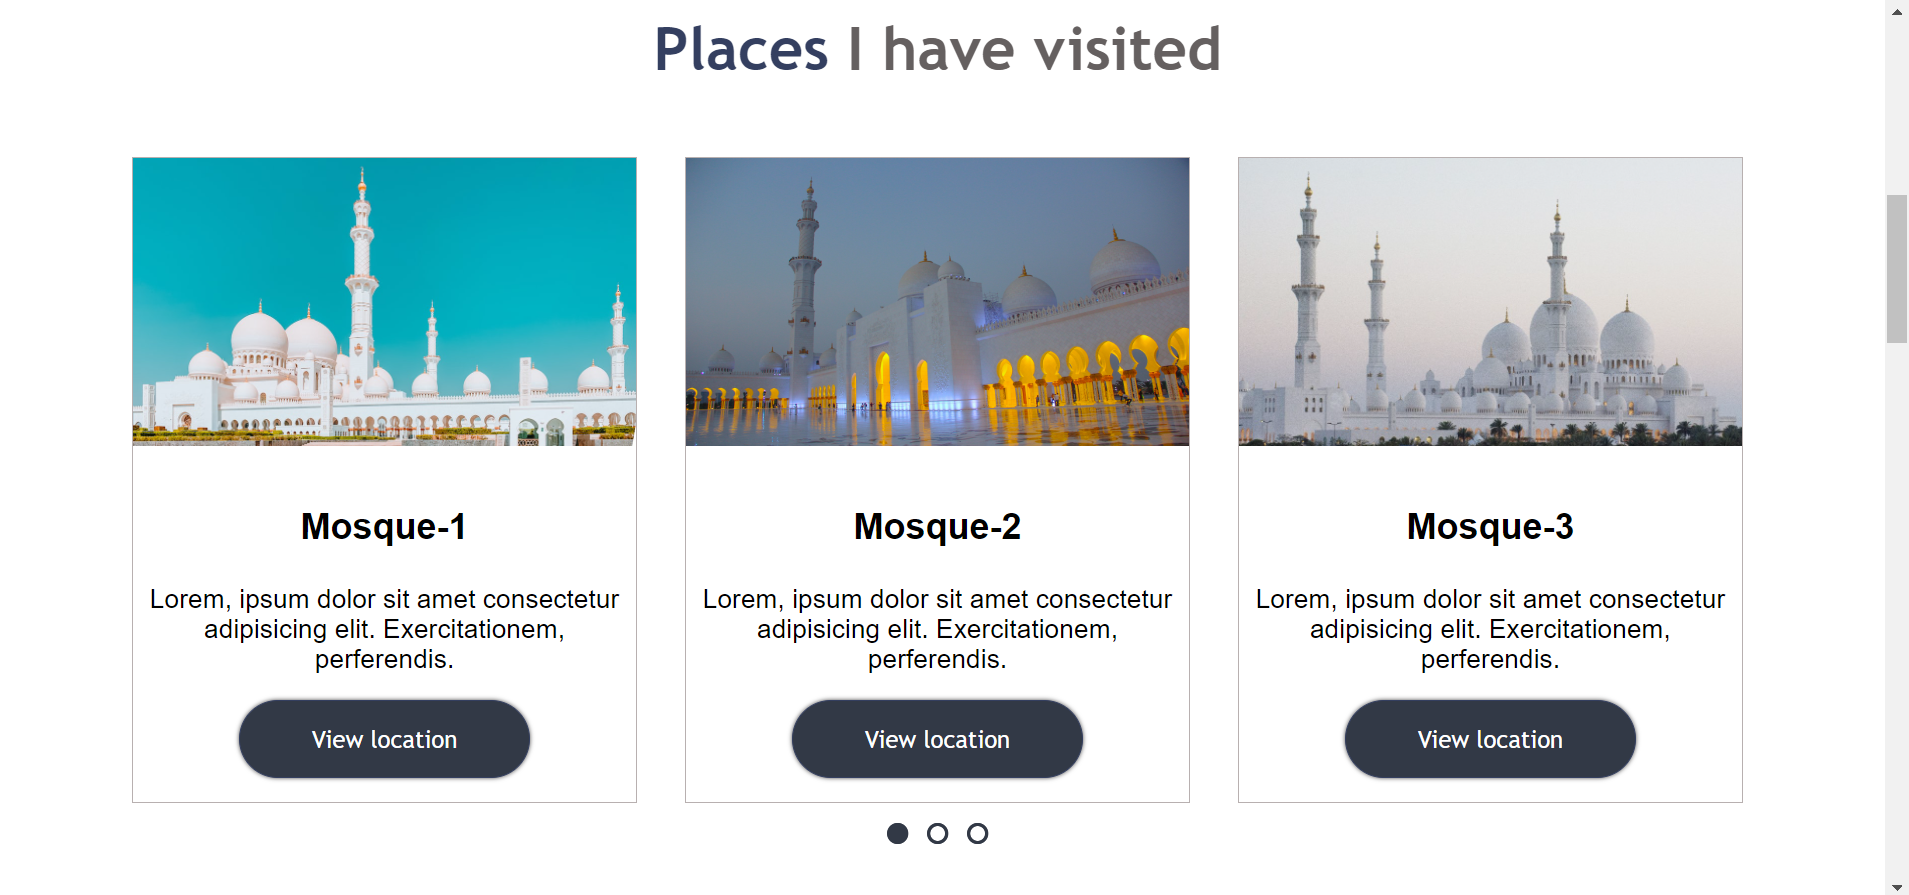 Places I have visited
Mosque-1
Lorem, ipsum dolor sit amet consectetur
adipisicing elit. Exercitationem,
perferendis.
View location
Mosque-2
Lorem, ipsum dolor sit amet consectetur
adipisicing elit. Exercitationem,
perferendis.
View location
Mosque-3
Lorem, ipsum dolor sit amet consectetur
adipisicing elit. Exercitationem,
perferendis.
View location